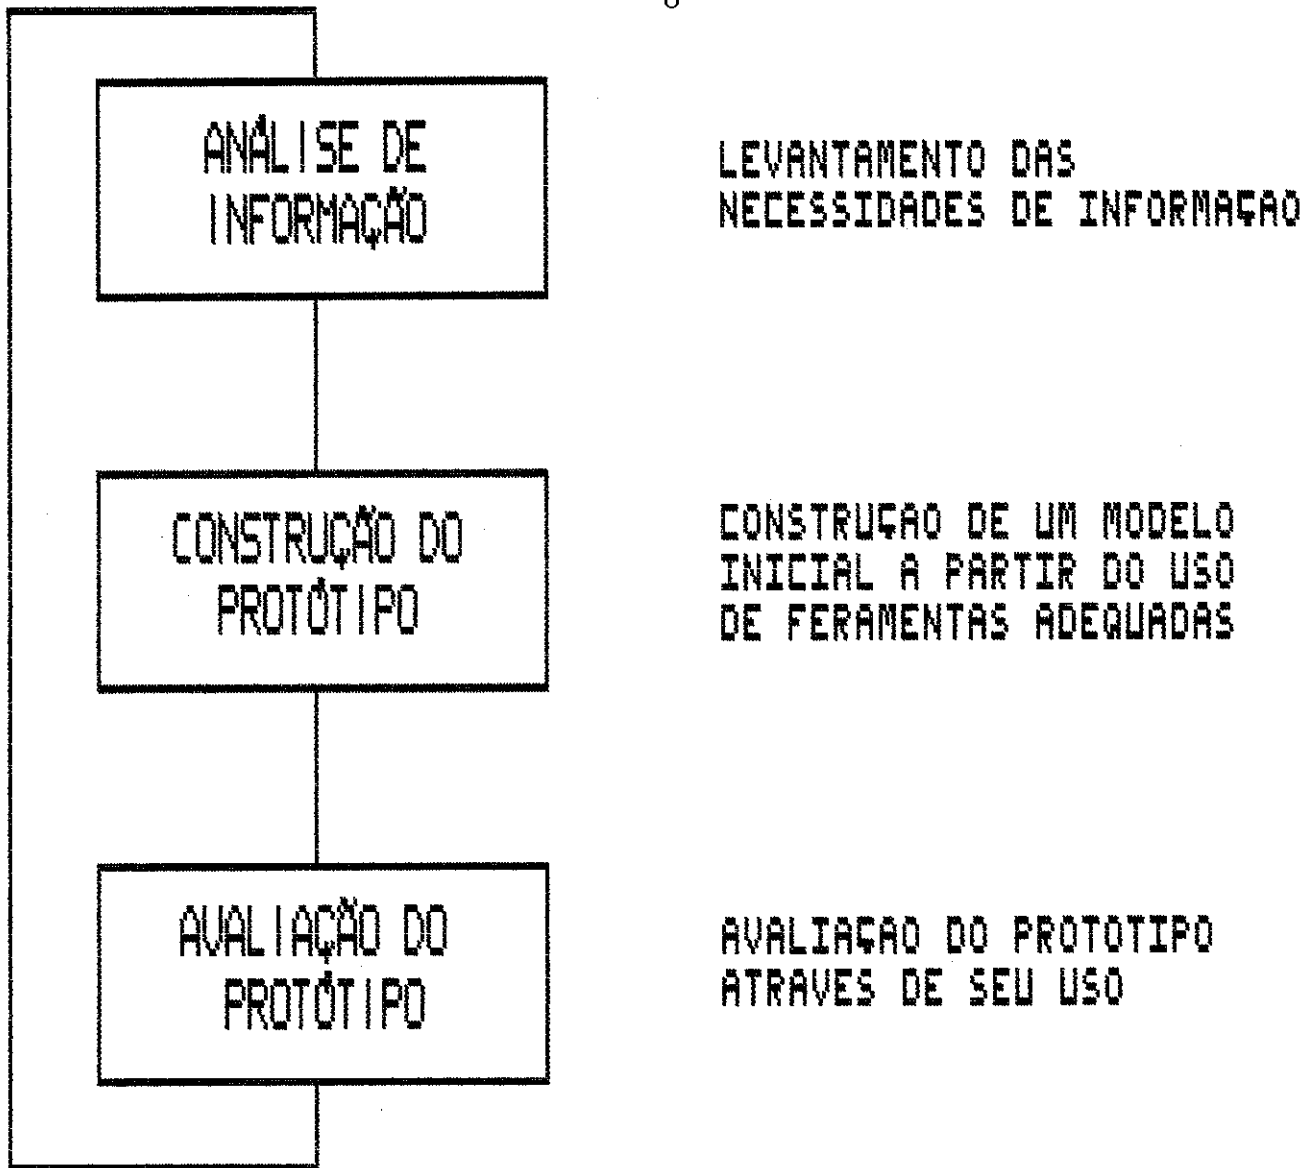 ANÁLISE DE
INFORMAÇÃO
LEVANTAMENTO DAS
NECESSIDADES DE INFORMAÇAO
CONSTRUÇÃO DO
PROTÓTIPO
CONSTRUÇAO DE UM MODELO
INICIAL A PARTIR DO USO
DE FERAMENTAS ADEQUADAS
AVALIAÇÃO DO
PROTÓTIPO
AVALIAÇAO DO PROTOTIPO
ATRAVES DE SEU USO